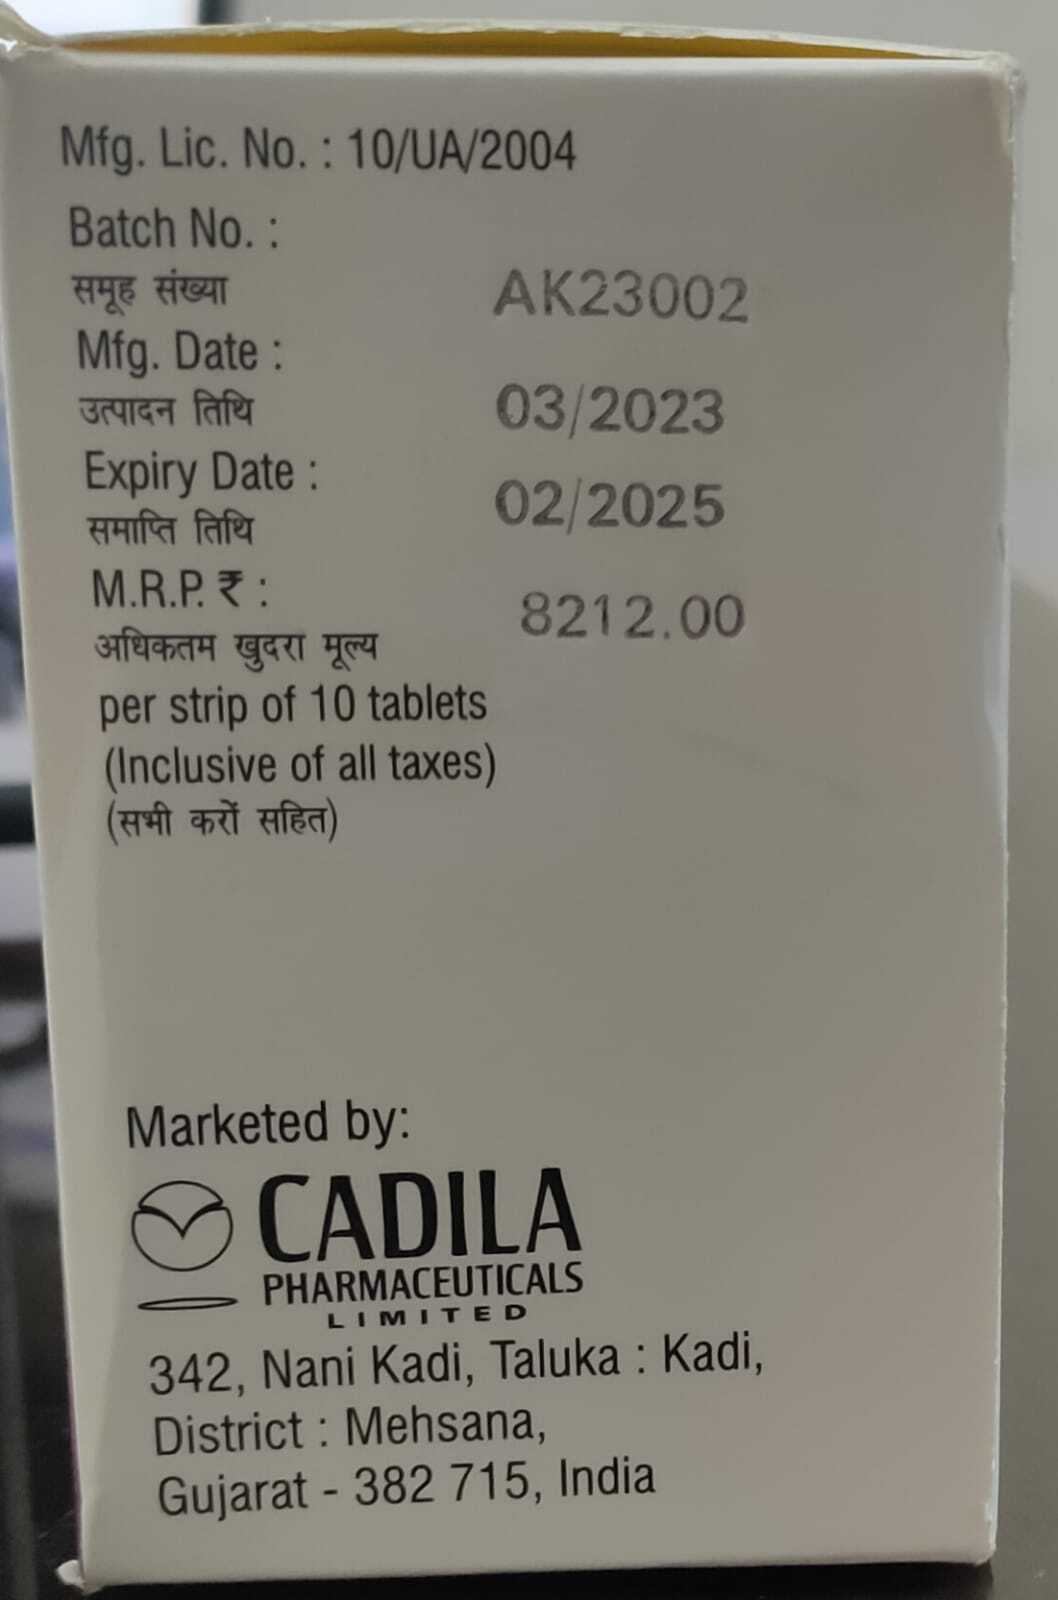 Mfg. Lic. No. : 10/UA/2004
Batch No. :
समूह संख्या AK23002
Mfg. Date :
उत्पादन तिथि 03/2023
Expiry Date : 02/2025
समाप्ति तिथि
M.R.P. ₹ : 8212.00
अधिकतम खुदरा मूल्य
per strip of 10 tablets
(Inclusive of all taxes)
(सभी करों सहित)
Marketed by:
CADILA
PHARMACEUTICALS
LIMITED
342, Nani Kadi, Taluka : Kadi,
District : Mehsana,
Gujarat - 382 715, India